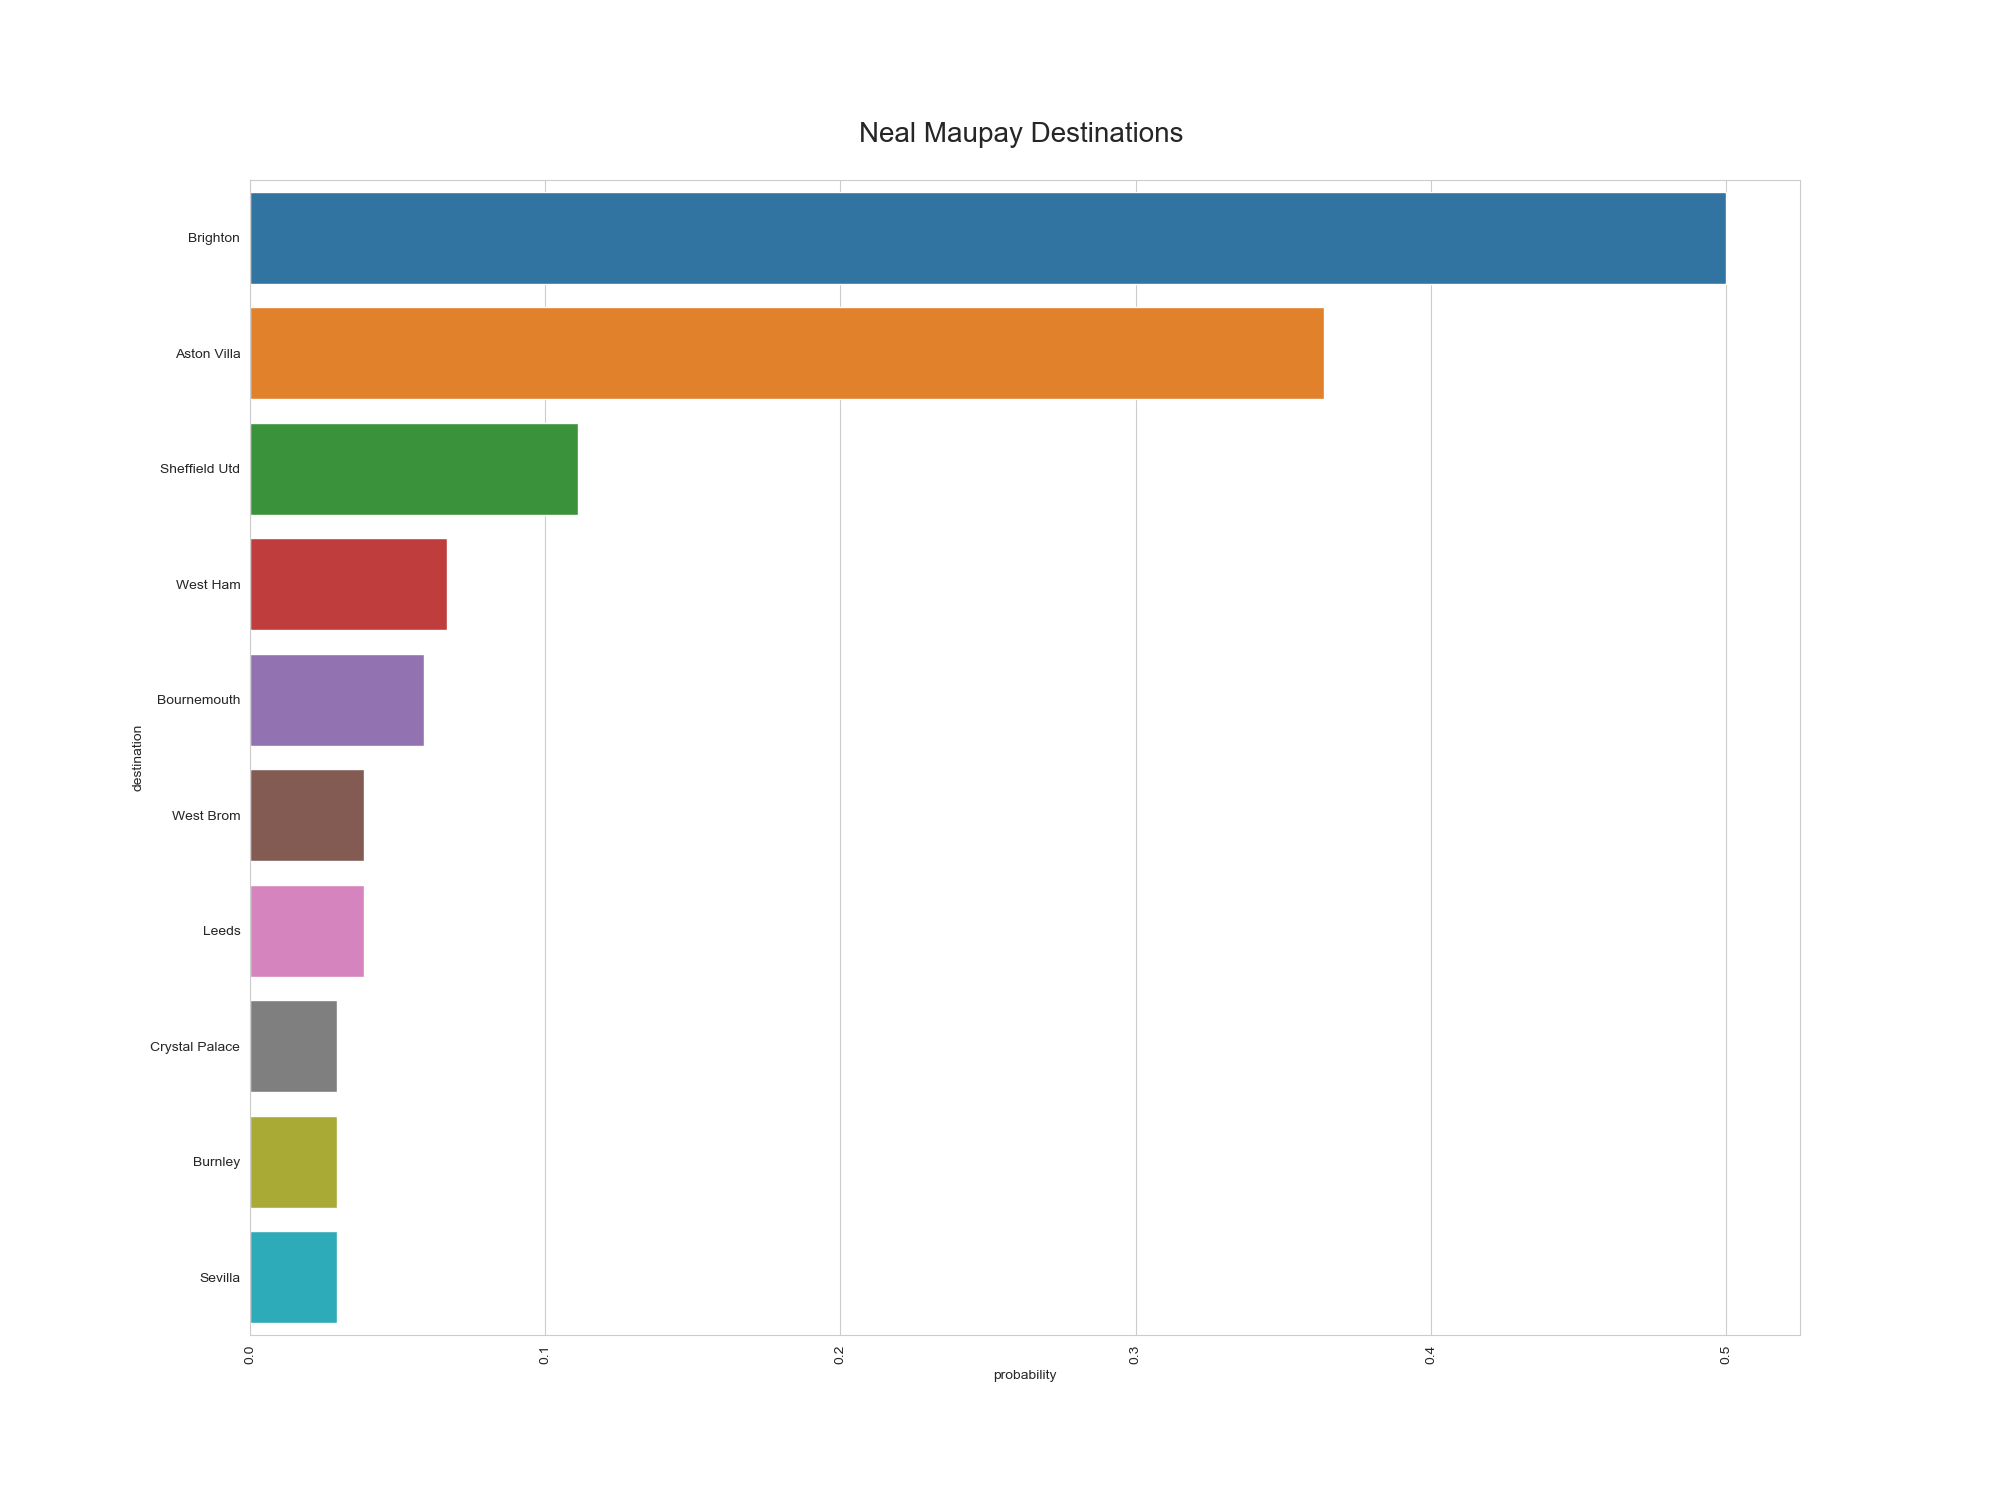 Neal Maupay Destinations
Brighton
Aston Villa
Sheffield Utd
West Ham
Bournemouth
West Brom
Leeds
Crystal Palace
Burnley
Sevilla
destination
0.0
0.1
0.2
0.3
0.4
0.5
probability